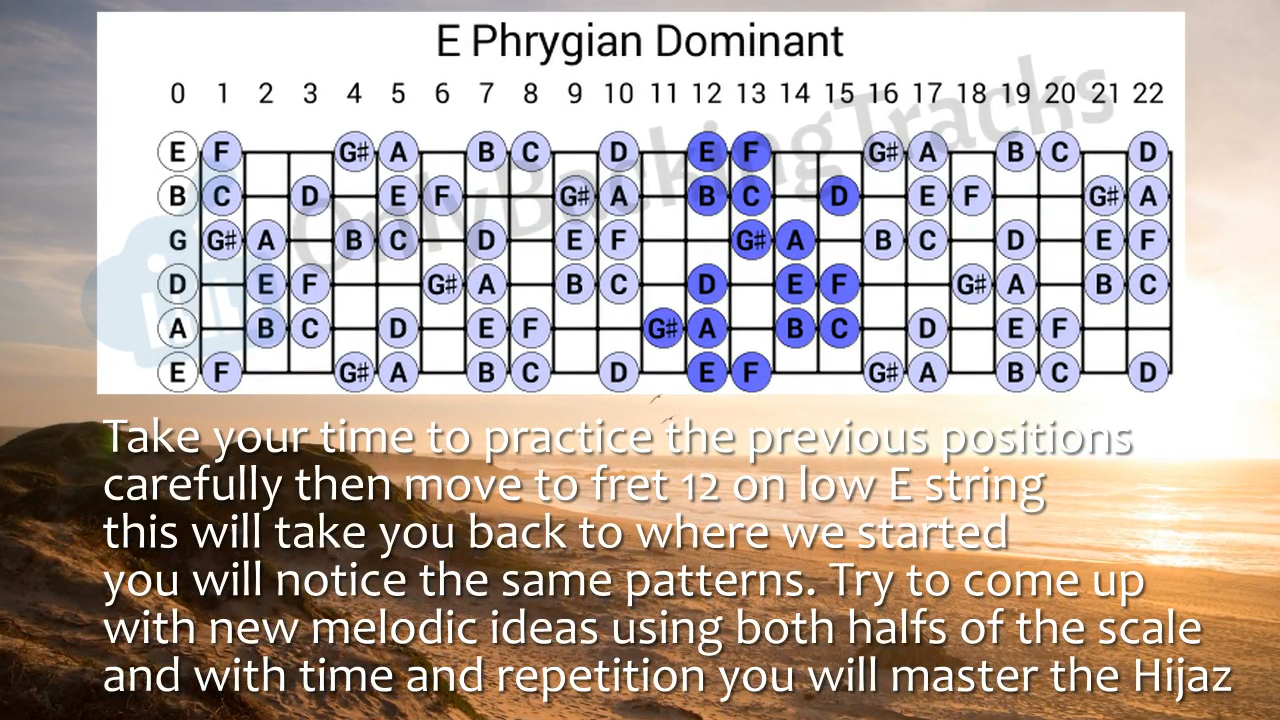 E Phrygian Dominant
0 1 2 3 4 5 6 7 8 9 10 11 12 13 14 15 16 17 18 19 20 21 22
E F G# A B C D E F G# A B C D
B C D E F G# A B C D E F G# A
G G# A B C D E F G# A B C D E F
D E F G# A B C D E F G# A B C
A B C D E F G# A B C D E F
E F G# A B C D E F G# A B C D
OnlyBackingTracks
Take your time to practice the previous positions
carefully then move to fret 12 on low E string
this will take you back to where we started
you will notice the same patterns. Try to come up
with new melodic ideas using both halfs of the scale
and with time and repetition you will master the Hijaz